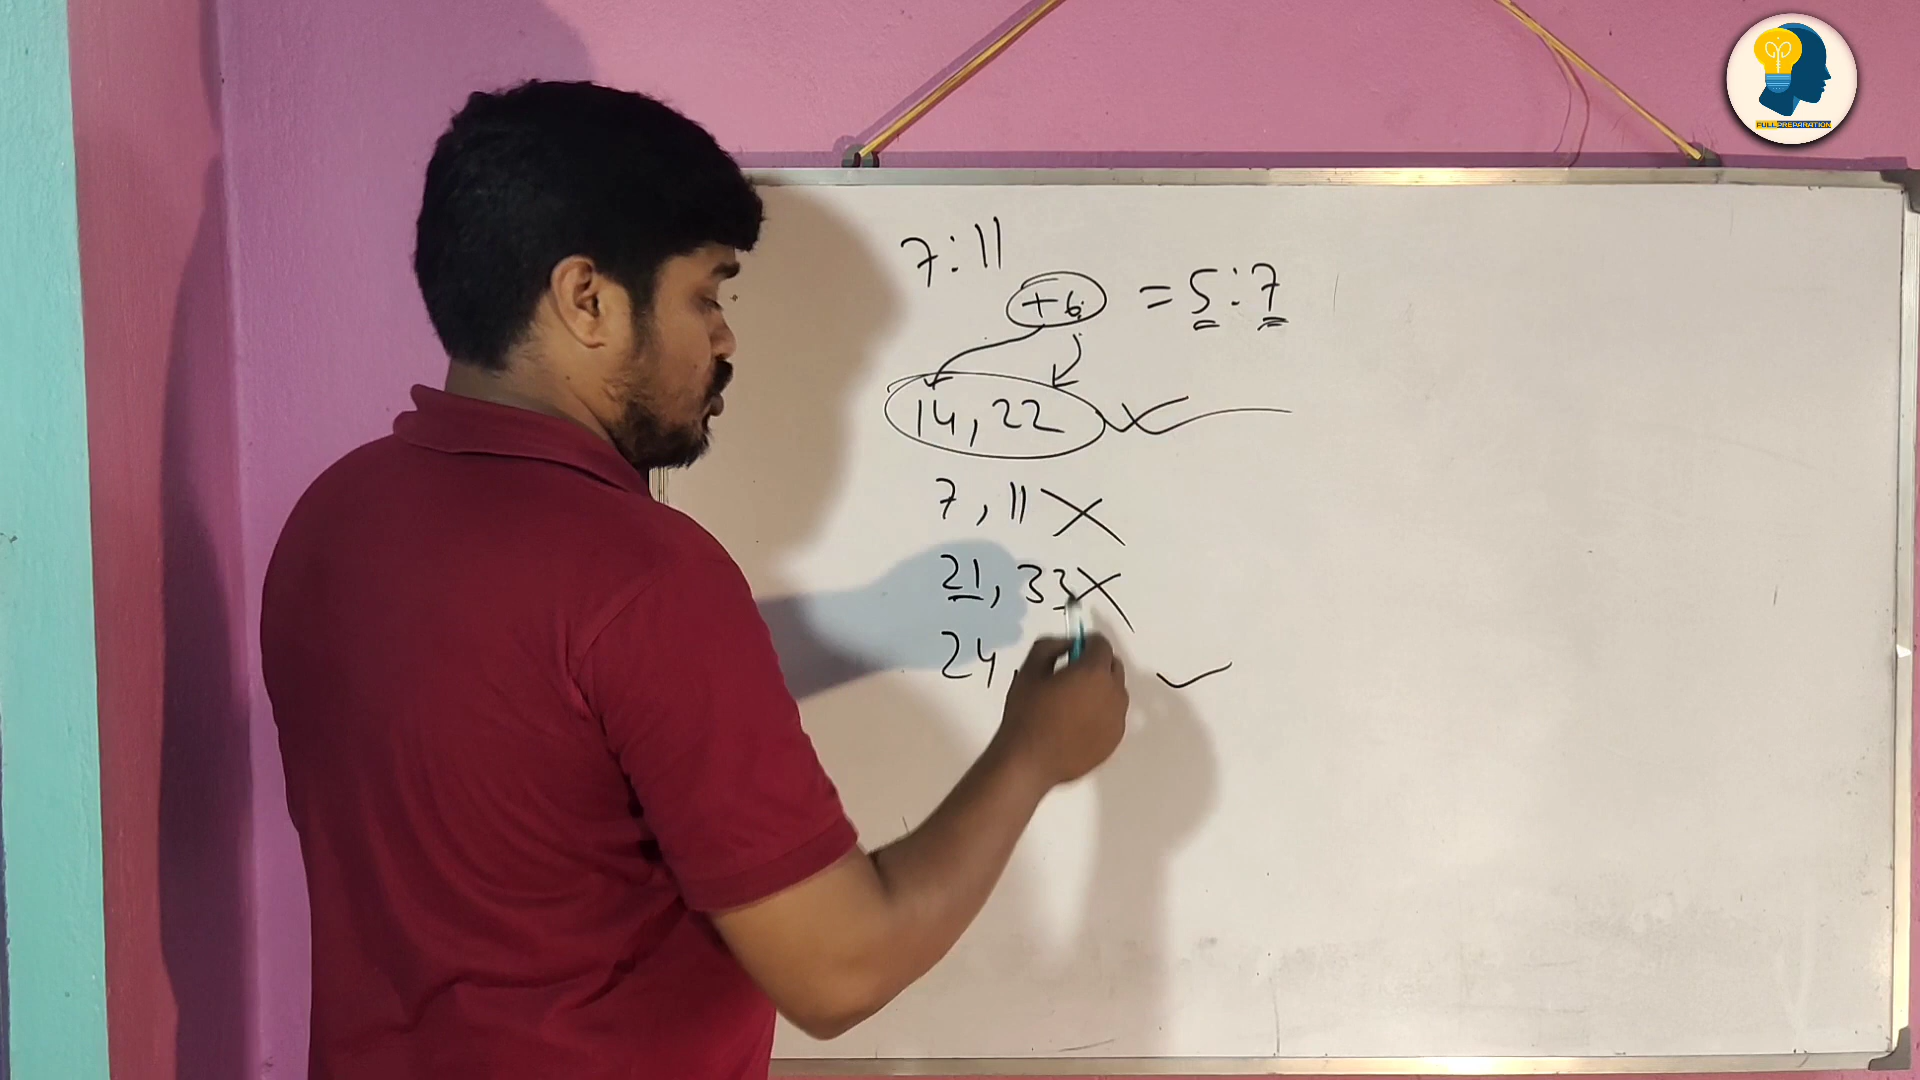 FULL PREPARATION
7:11
+6 = 5:7
14, 22
7, 11 X
21, 33 X
24,